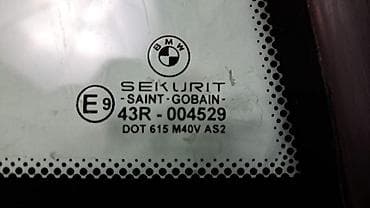 BMW
SEKURIT
- SAINT - GOBAIN -
E9 43R - 004529
DOT 615 M40V AS2